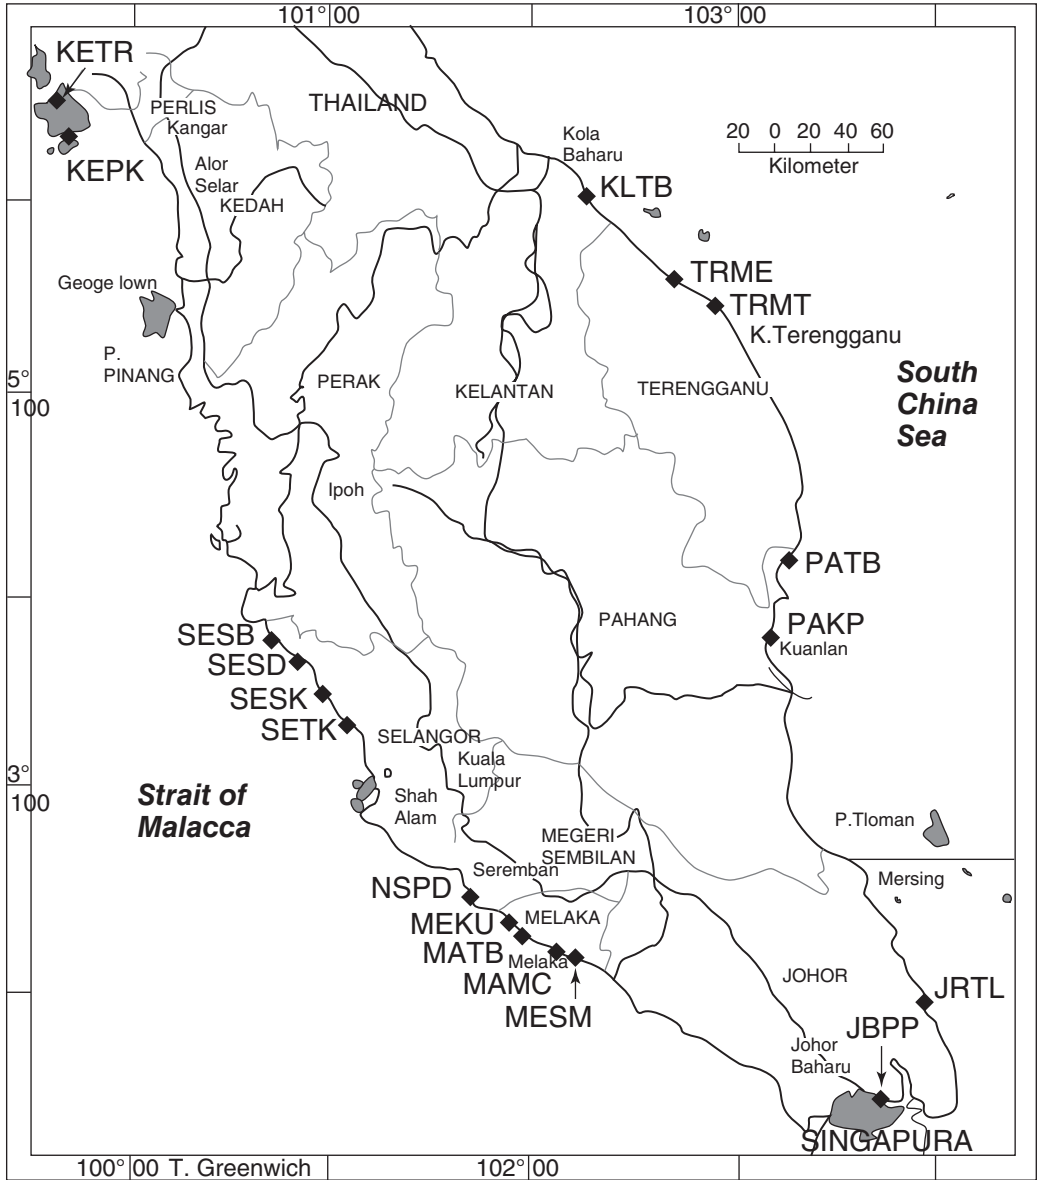 101°00
103°00
KETR
THAILAND
PERLIS
Kangar
20 0 20 40 60
Kilometer
Kola
Baharu
KEPK
Alor
Selar
KEDAH
KLTB
Geoge lown
TRME
TRMT
K.Terengganu
P.
PINANG
5°
100
PERAK
KELANTAN
TERENGGANU
South
China
Sea
Ipoh
PATB
PAHANG
PAKP
Kuanlan
SESB
SESD
SESK
SETK
SELANGOR
Kuala
Lumpur
3°
100
Strait of
Malacca
Shah
Alam
P.Tloman
MEGERI
SEMBILAN
Seremban
Mersing
NSPD
MEKU
MELAKA
MATB
Melaka
MAMC
MESM
JOHOR
JRTL
JBPP
Johor
Baharu
SINGAPURA
100°00 T. Greenwich
102°00